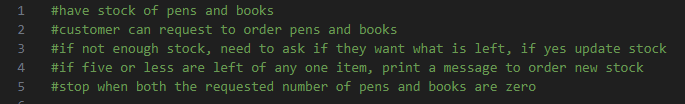 1 #have stock of pens and books
2 #customer can request to order pens and books
3 #if not enough stock, need to ask if they want what is left, if yes update stock
4 #if five or less are left of any one item, print a message to order new stock
5 #stop when both the requested number of pens and books are zero